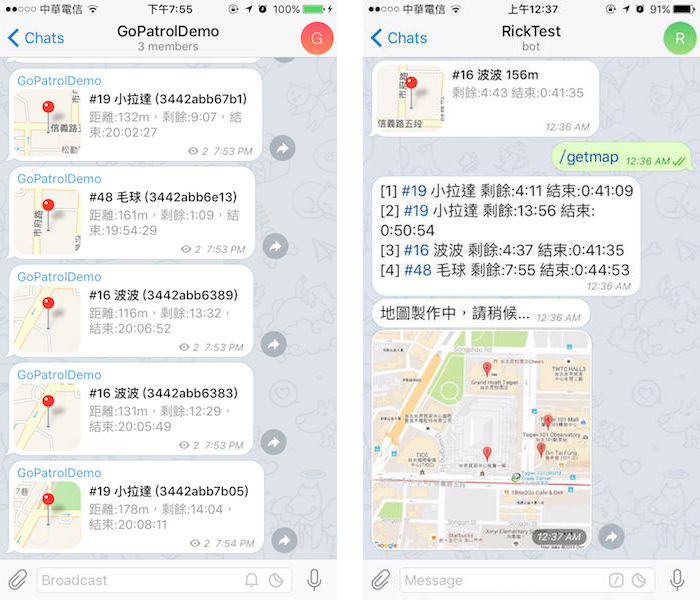 中華電信 下午7:55 100%
Chats
GoPatrolDemo
3 members
G
GoPatrolDemo
#19 小拉達 (3442abb67b1)
距離:132m，剩餘:9:07，結
束:20:02:27
2 7:53 PM
信義路五
松勤
GoPatrolDemo
#48 毛球 (3442abb6e13)
距離:161m，剩餘:1:09，結
束:19:54:29
2 7:53 PM
市府路
GoPatrolDemo
#16 波波 (3442abb6389)
距離:116m，剩餘:13:32，
結束:20:06:52
2 7:53 PM
GoPatrolDemo
#16 波波 (3442abb6383)
距離:131m，剩餘:12:29，
結束:20:05:49
2 7:53 PM
GoPatrolDemo
#19 小拉達 (3442abb7b05)
距離:178m，剩餘:14:04，
結束:20:08:11
2 7:54 PM
7巷
Broadcast
中華電信 上午12:37 91%
Chats
RickTest
bot
R
#16 波波 156m
剩餘:4:43 結束:0:41:35
12:36 AM
市府路
信義路五段
/getmap 12:36 AM
[1] #19 小拉達 剩餘:4:11 結束:0:41:09
[2] #19 小拉達 剩餘:13:56 結束:
0:50:54
[3] #16 波波 剩餘:4:37 結束:0:41:35
[4] #48 毛球 剩餘:7:55 結束:0:44:53
12:36 AM
地圖製作中，請稍候... 12:36 AM
Songshou Rd
TWTC HALL3
Grand Hyatt Taipei
Taipei 101 Mall
Taipei 101 Observatory
Din Tai Fung
TICC
World Trade Center
1Bite2Go Cafe & Deli
Songan St
Xinyi Elementary
Starbucks
Google
12:37 AM
Message